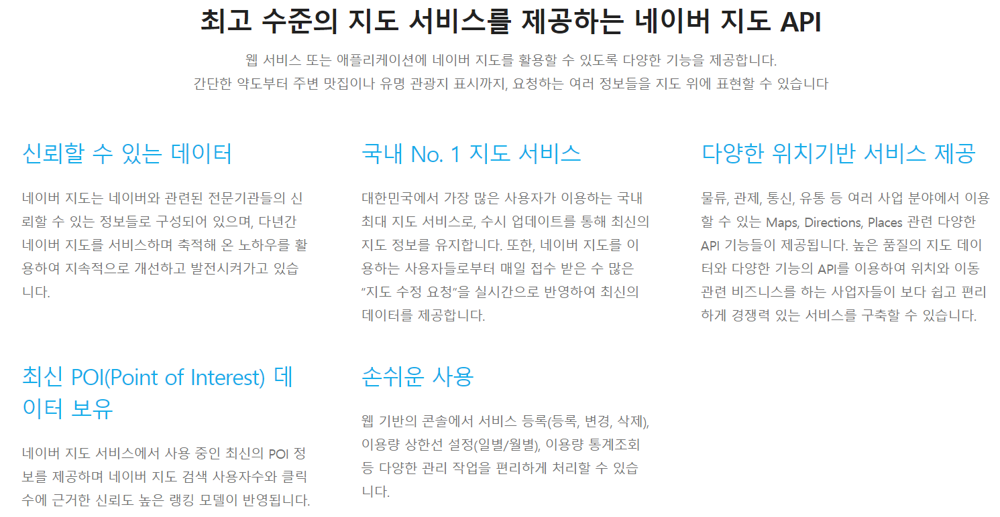 최고 수준의 지도 서비스를 제공하는 네이버 지도 API
웹 서비스 또는 애플리케이션에 네이버 지도를 활용할 수 있도록 다양한 기능을 제공합니다.
간단한 약도부터 주변 맛집이나 유명 관광지 표시까지, 요청하는 여러 정보들을 지도 위에 표현할 수 있습니다
신뢰할 수 있는 데이터
네이버 지도는 네이버와 관련된 전문기관들의 신
뢰할 수 있는 정보들로 구성되어 있으며, 다년간
네이버 지도를 서비스하며 축적해 온 노하우를 활
용하여 지속적으로 개선하고 발전시켜가고 있습
니다.
국내 No. 1 지도 서비스
대한민국에서 가장 많은 사용자가 이용하는 국내
최대 지도 서비스로, 수시 업데이트를 통해 최신의
지도 정보를 유지합니다. 또한, 네이버 지도를 이
용하는 사용자들로부터 매일 접수 받은 수 많은
“지도 수정 요청”을 실시간으로 반영하여 최신의
데이터를 제공합니다.
다양한 위치기반 서비스 제공
물류, 관제, 통신, 유통 등 여러 사업 분야에서 이용
할 수 있는 Maps, Directions, Places 관련 다양한
API 기능들이 제공됩니다. 높은 품질의 지도 데이
터와 다양한 기능의 API를 이용하여 위치와 이동
관련 비즈니스를 하는 사업자들이 보다 쉽고 편리
하게 경쟁력 있는 서비스를 구축할 수 있습니다.
최신 POI(Point of Interest) 데
이터 보유
네이버 지도 서비스에서 사용 중인 최신의 POI 정
보를 제공하며 네이버 지도 검색 사용자수와 클릭
수에 근거한 신뢰도 높은 랭킹 모델이 반영됩니다.
손쉬운 사용
웹 기반의 콘솔에서 서비스 등록(등록, 변경, 삭제),
이용량 상한선 설정(일별/월별), 이용량 통계조회
등 다양한 관리 작업을 편리하게 처리할 수 있습
니다.